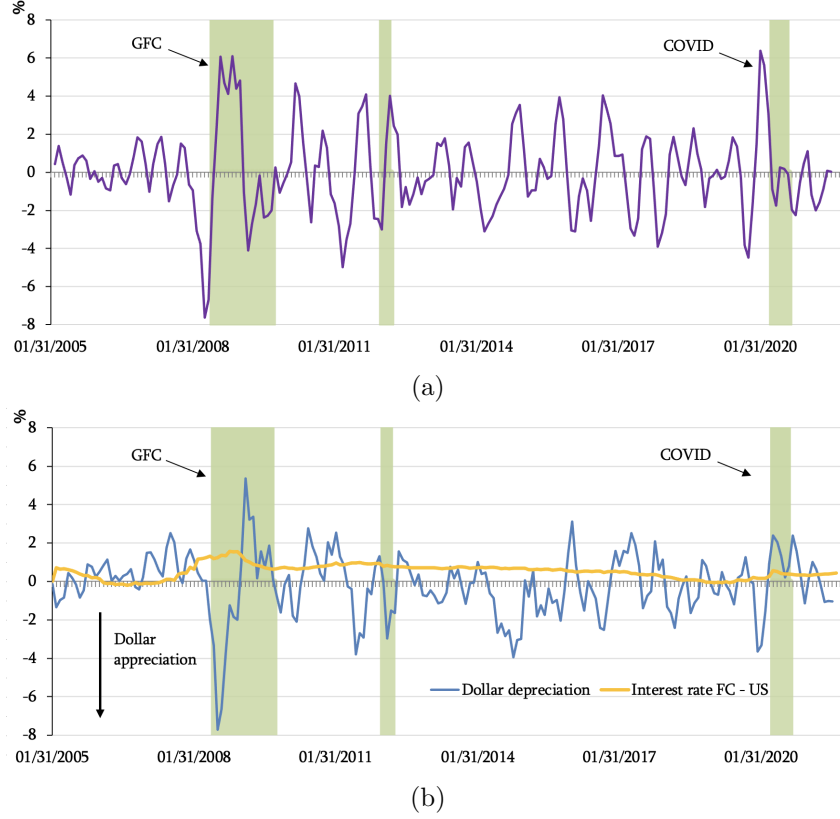 %
8
GFC
COVID
6
4
2
0
-2
-4
-6
-8
01/31/2005 01/31/2008 01/31/2011 01/31/2014 01/31/2017 01/31/2020
(a)
%
8
GFC
COVID
6
4
2
0
Dollar
appreciation
-2
-4
Dollar depreciation Interest rate FC - US
-6
-8
01/31/2005 01/31/2008 01/31/2011 01/31/2014 01/31/2017 01/31/2020
(b)